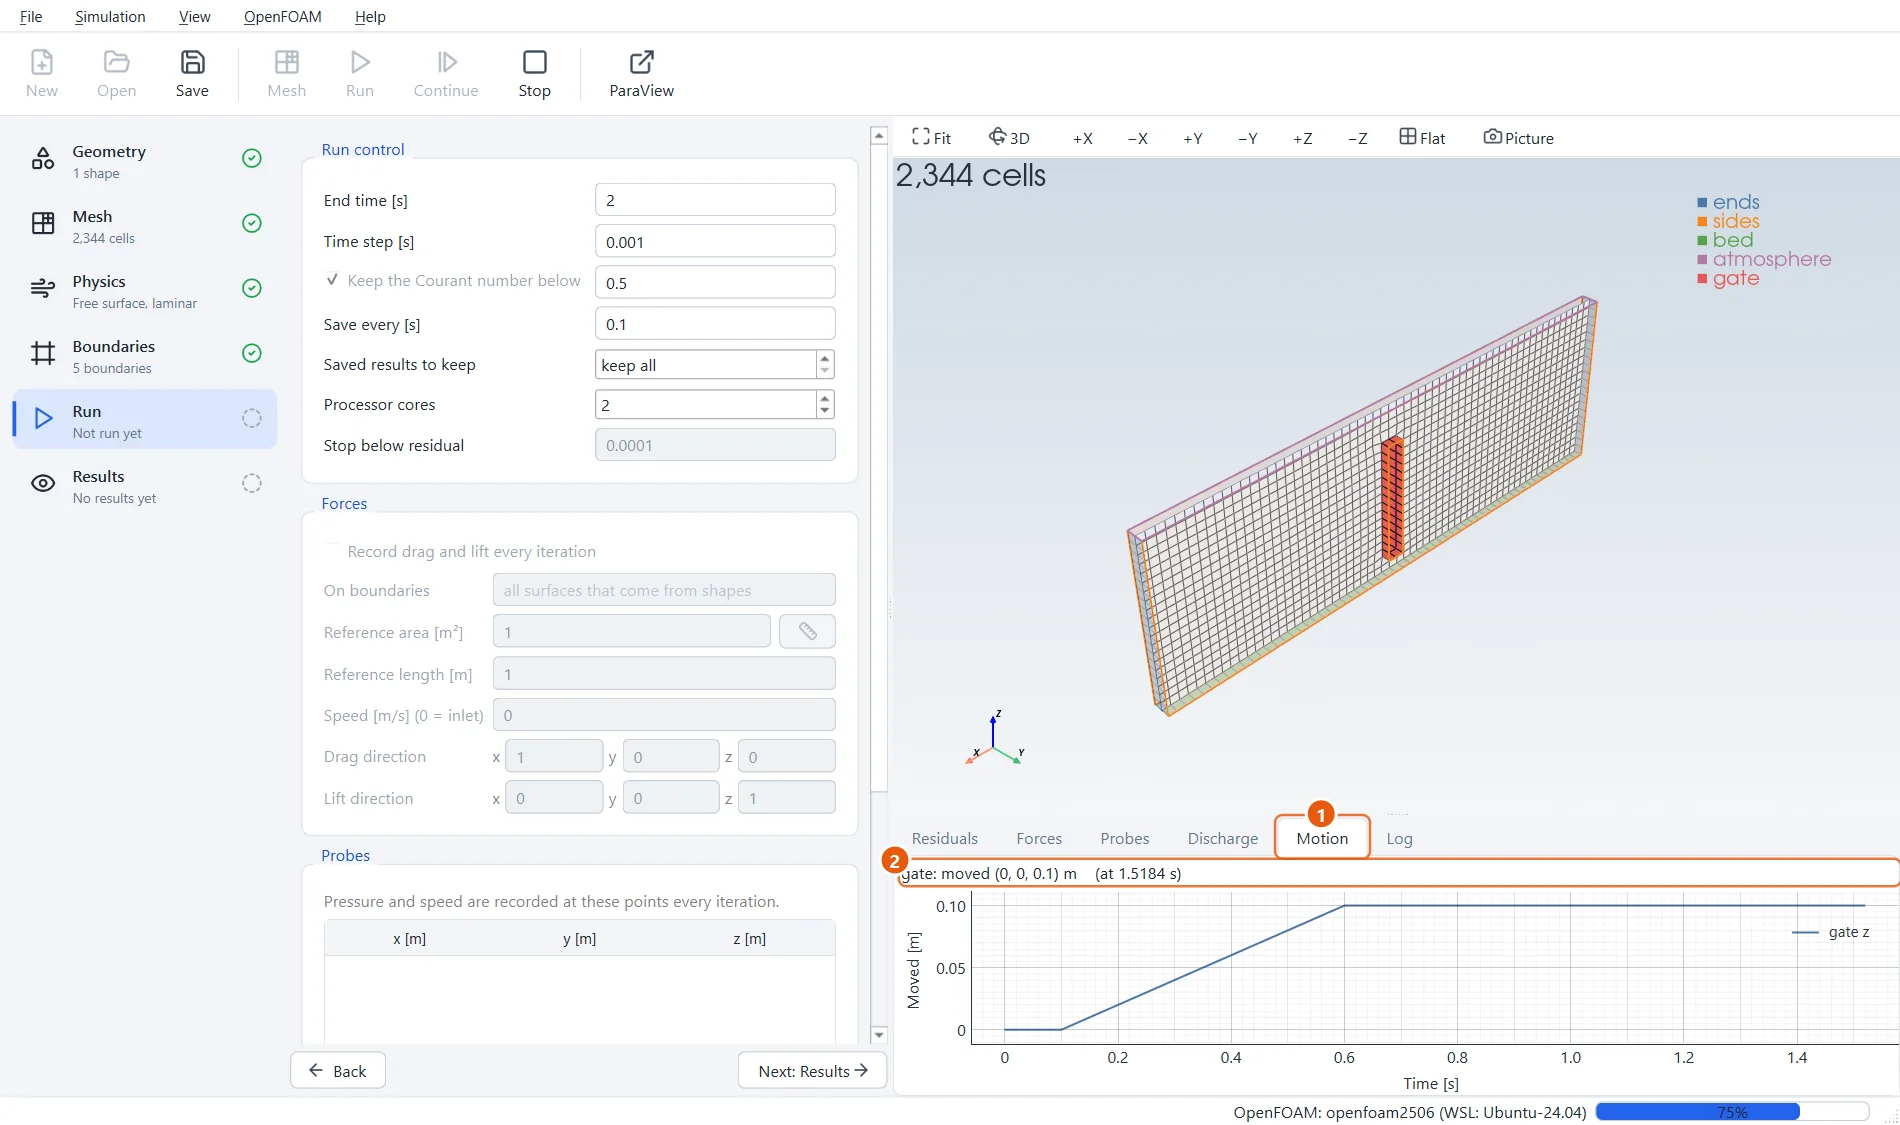 File Simulation View OpenFOAM Help
New Open Save Mesh Run Continue Stop ParaView
Geometry
1 shape
Mesh
2,344 cells
Physics
Free surface, laminar
Boundaries
5 boundaries
Run
Not run yet
Results
No results yet
Run control
End time [s] 2
Time step [s] 0.001
Keep the Courant number below 0.5
Save every [s] 0.1
Saved results to keep keep all
Processor cores 2
Stop below residual 0.0001
Forces
Record drag and lift every iteration
On boundaries all surfaces that come from shapes
Reference area [m²] 1
Reference length [m] 1
Speed [m/s] (0 = inlet) 0
Drag direction x 1 y 0 z 0
Lift direction x 0 y 0 z 1
Probes
Pressure and speed are recorded at these points every iteration.
x [m] y [m] z [m]
Back Next: Results
Fit 3D +X −X +Y −Y +Z −Z Flat Picture
2,344 cells
ends
sides
bed
atmosphere
gate
Z
X Y
1
Residuals Forces Probes Discharge Motion Log
2
gate: moved (0, 0, 0.1) m (at 1.5184 s)
0.10
0.05
0
Moved [m]
gate z
0 0.2 0.4 0.6 0.8 1.0 1.2 1.4
Time [s]
OpenFOAM: openfoam2506 (WSL: Ubuntu-24.04) 75%